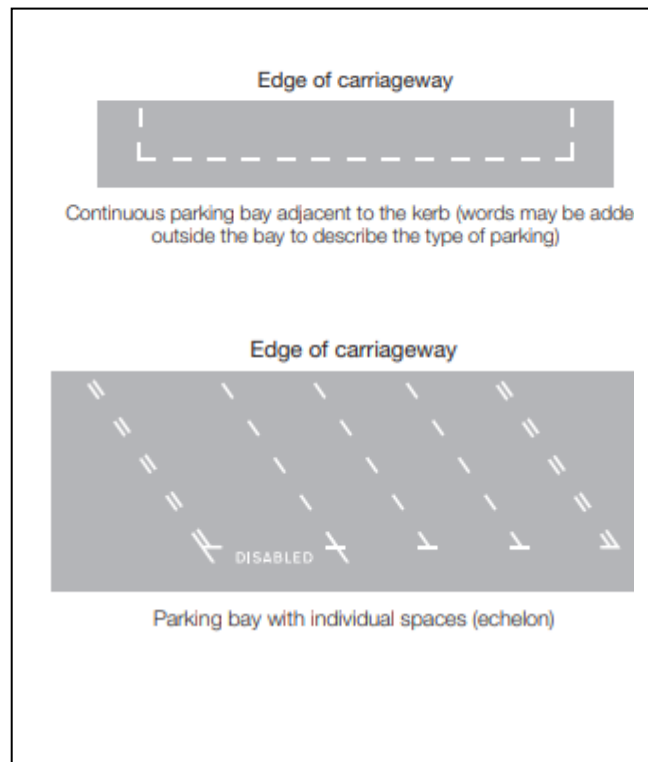 Edge of carriageway
Continuous parking bay adjacent to the kerb (words may be adde
outside the bay to describe the type of parking)
Edge of carriageway
DISABLED
Parking bay with individual spaces (echelon)